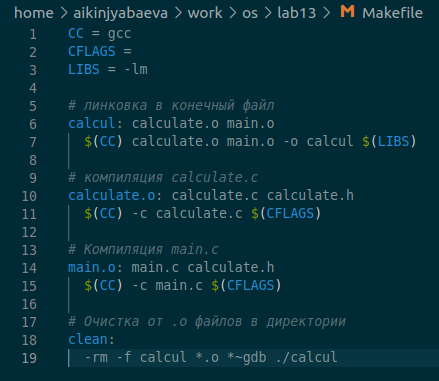 home > aikinjyabaeva > work > os > lab13 > M Makefile
1 CC = gcc
2 CFLAGS =
3 LIBS = -lm
4
5 # линковка в конечный файл
6 calcul: calculate.o main.o
7 $(CC) calculate.o main.o -o calcul $(LIBS)
8
9 # компиляция calculate.c
10 calculate.o: calculate.c calculate.h
11 $(CC) -c calculate.c $(CFLAGS)
12
13 # Компиляция main.c
14 main.o: main.c calculate.h
15 $(CC) -c main.c $(CFLAGS)
16
17 # Очистка от .o файлов в директории
18 clean:
19 -rm -f calcul *.o *~gdb ./calcul